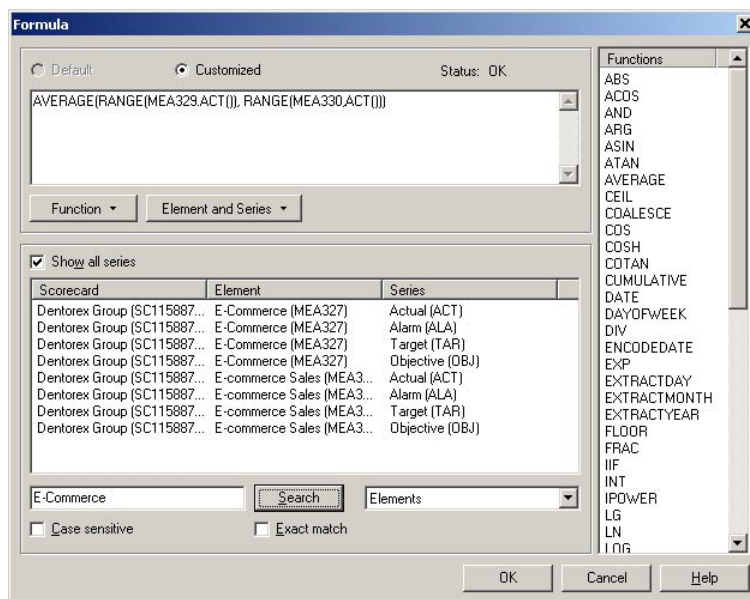 Formula
Default
Customized
Status: OK
AVERAGE(RANGE(MEA329.ACT()), RANGE(MEA330,ACT()))
Function
Element and Series
Show all series
Scorecard Element Series
Dentorex Group (SC115887... E-Commerce (MEA327) Actual (ACT)
Dentorex Group (SC115887... E-Commerce (MEA327) Alarm (ALA)
Dentorex Group (SC115887... E-Commerce (MEA327) Target (TAR)
Dentorex Group (SC115887... E-Commerce (MEA327) Objective (OBJ)
Dentorex Group (SC115887... E-commerce Sales (MEA3... Actual (ACT)
Dentorex Group (SC115887... E-commerce Sales (MEA3... Alarm (ALA)
Dentorex Group (SC115887... E-commerce Sales (MEA3... Target (TAR)
Dentorex Group (SC115887... E-commerce Sales (MEA3... Objective (OBJ)
E-Commerce
Search
Elements
Case sensitive
Exact match
Functions
ABS
ACOS
AND
ARG
ASIN
ATAN
AVERAGE
CEIL
COALESCE
COS
COSH
COTAN
CUMULATIVE
DATE
DAYOFWEEK
DIV
ENCODEDATE
EXP
EXTRACTDAY
EXTRACTMONTH
EXTRACTYEAR
FLOOR
FRAC
IIF
INT
IPOWER
LG
LN
LOG
OK
Cancel
Help